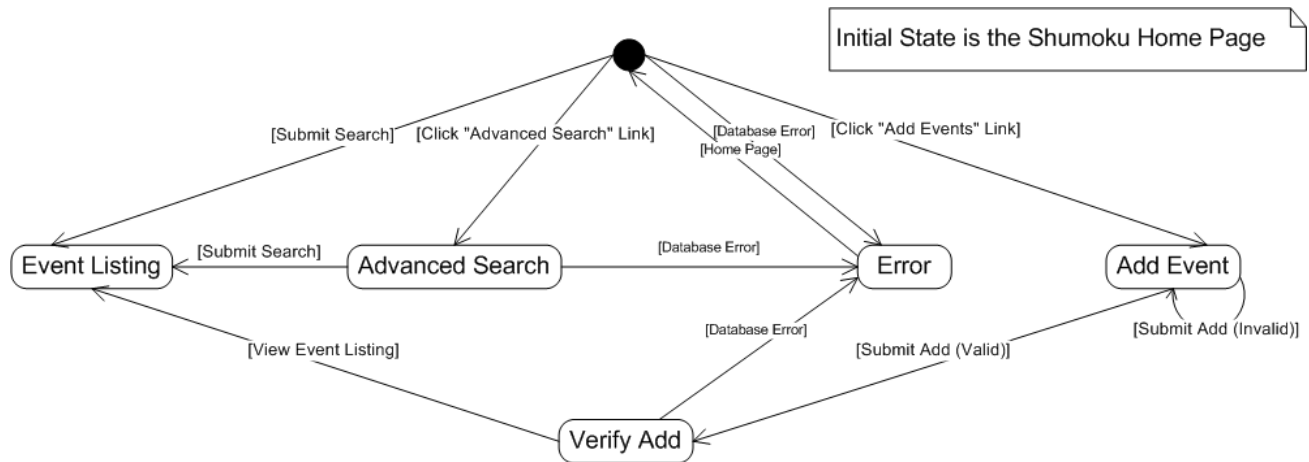 Initial State is the Shumoku Home Page
[Submit Search]
[Click "Advanced Search" Link]
[Database Error]
[Home Page]
[Click "Add Events" Link]
Event Listing
[Submit Search]
Advanced Search
[Database Error]
Error
Add Event
[View Event Listing]
[Database Error]
[Submit Add (Valid)]
[Submit Add (Invalid)]
Verify Add